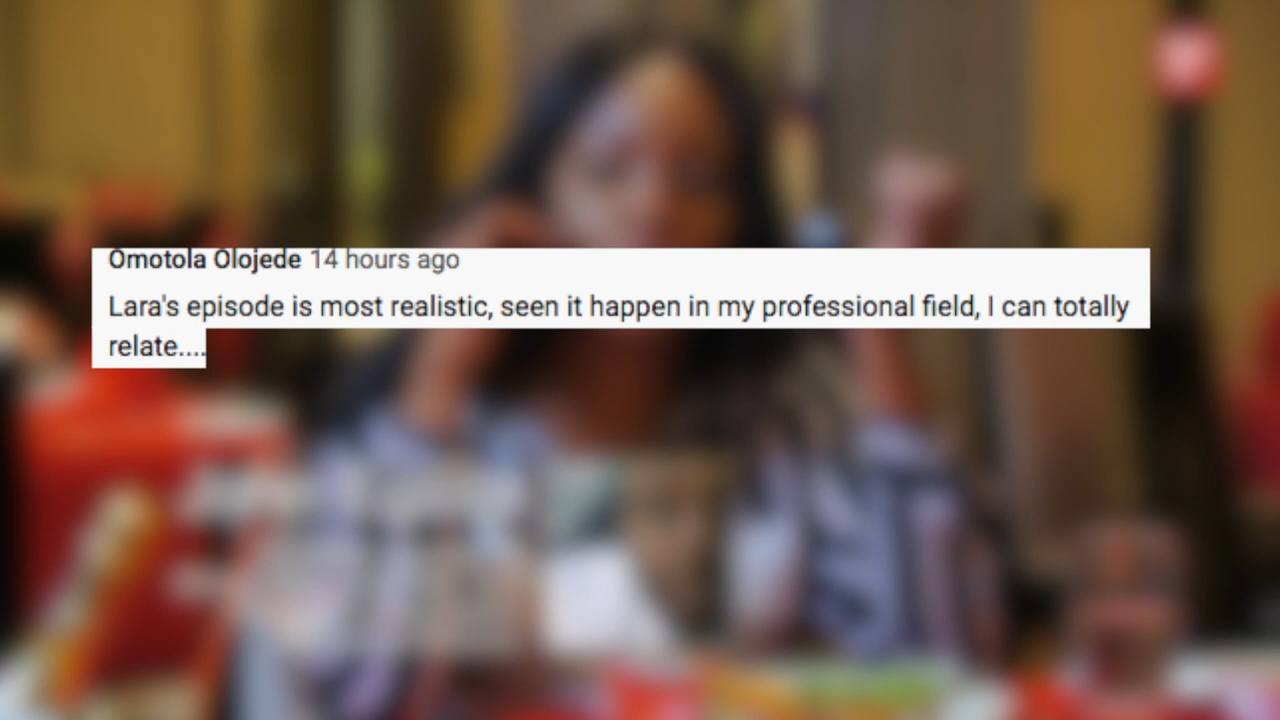 Omotola Olojede 14 hours ago
Lara's episode is most realistic, seen it happen in my professional field, I can totally
relate....